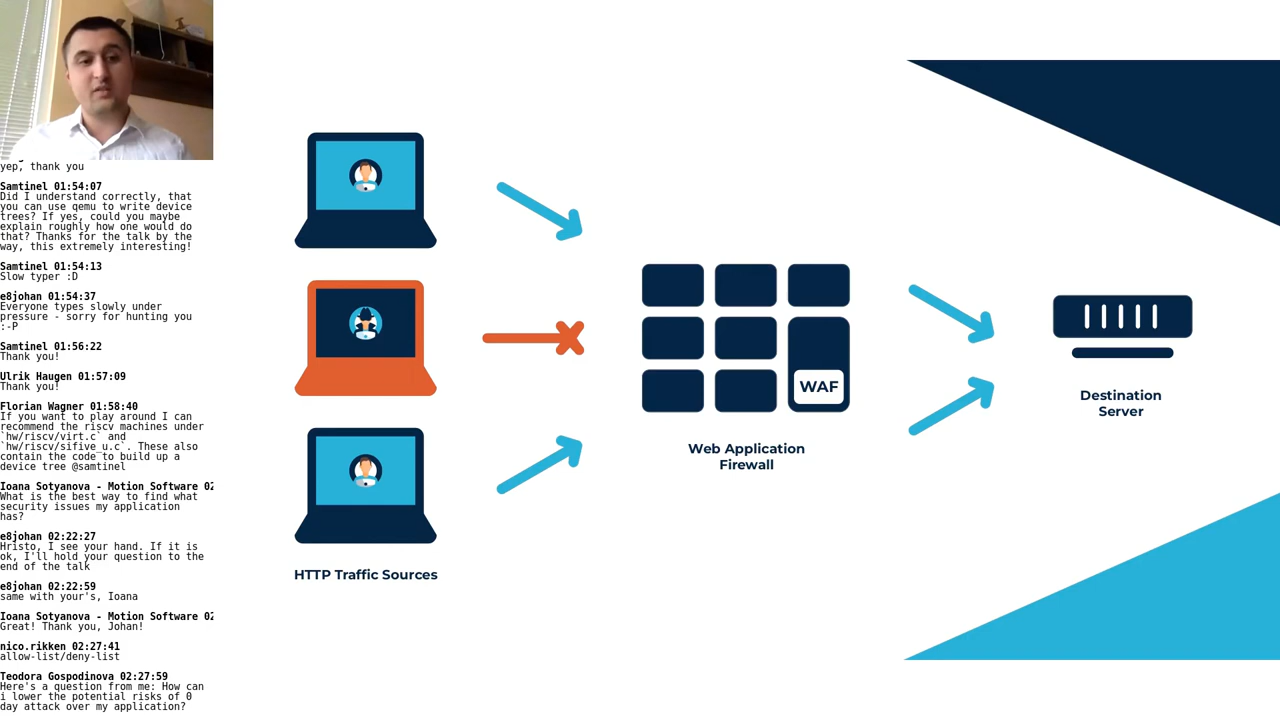 yep, thank you
Samtinel 01:54:07
Did I understand correctly, that
you can use qemu to write device
trees? If yes, could you maybe
explain roughly how one would do
that? Thanks for the talk by the
way, this extremely interesting!
Samtinel 01:54:13
Slow typer :D
e8johan 01:54:37
Everyone types slowly under
pressure - sorry for hunting you
:-P
Samtinel 01:56:22
Thank you!
Ulrik Haugen 01:57:09
Thank you!
Florian Wagner 01:58:40
If you want to play around I can
recommend the riscv machines under
`hw/riscv/virt.c` and
`hw/riscv/sifive_u.c`. These also
contain the code to build up a
device tree @samtinel
Ioana Sotyanova - Motion Software 02
What is the best way to find what
security issues my application
has?
e8johan 02:22:27
Hristo, I see your hand. If it is
ok, I'll hold your question to the
end of the talk
e8johan 02:22:59
same with your's, Ioana
Ioana Sotyanova - Motion Software 02
Great! Thank you, Johan!
nico.rikken 02:27:41
allow-list/deny-list
Teodora Gospodinova 02:27:59
Here's a question from me: How can
i lower the potential risks of 0
day attack over my application?
HTTP Traffic Sources
WAF
Web Application
Firewall
Destination
Server